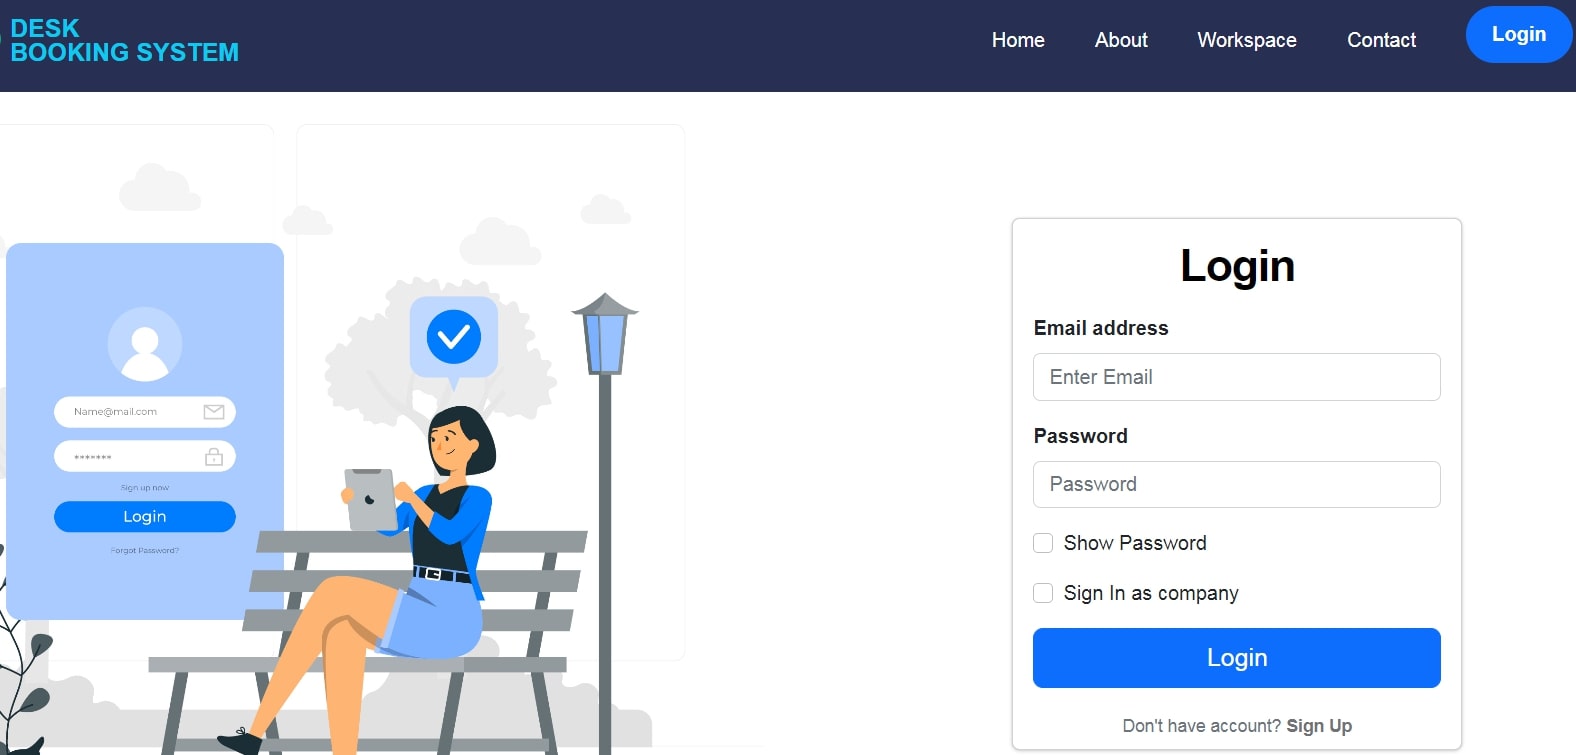 DESK
BOOKING SYSTEM
Home About Workspace Contact Login
Name@mail.com
*******
Sign up now
Login
Forgot Password?
Login
Email address
Enter Email
Password
Password
Show Password
Sign In as company
Login
Don't have account? Sign Up